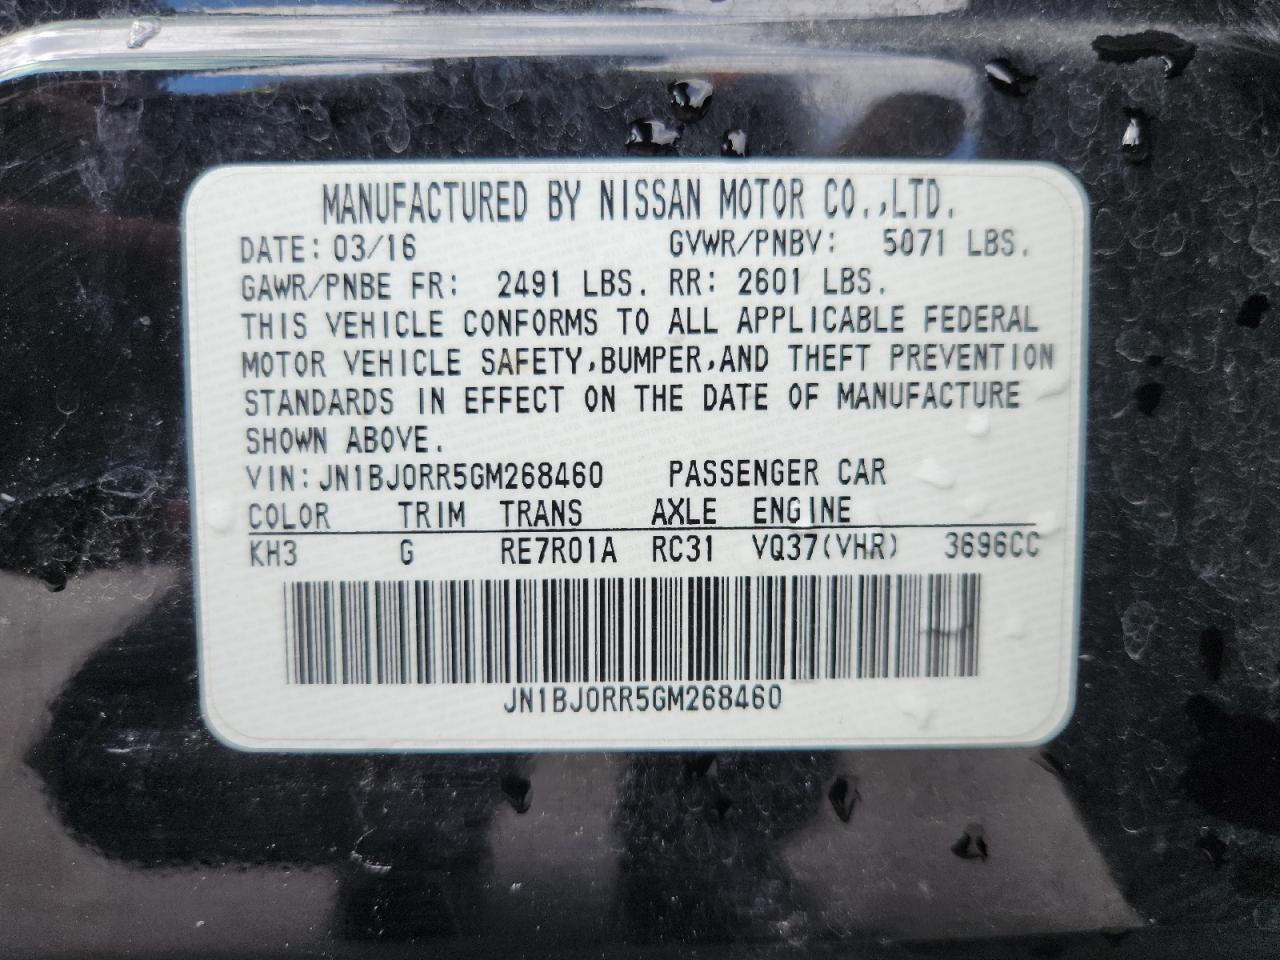 MANUFACTURED BY NISSAN MOTOR CO.,LTD.
DATE: 03/16 GVWR/PNBV: 5071 LBS.
GAWR/PNBE FR: 2491 LBS. RR: 2601 LBS.
THIS VEHICLE CONFORMS TO ALL APPLICABLE FEDERAL
MOTOR VEHICLE SAFETY,BUMPER,AND THEFT PREVENTION
STANDARDS IN EFFECT ON THE DATE OF MANUFACTURE
SHOWN ABOVE.
VIN:JN1BJ0RR5GM268460 PASSENGER CAR
COLOR TRIM TRANS AXLE ENGINE
KH3 G RE7R01A RC31 VQ37(VHR) 3696CC
JN1BJ0RR5GM268460